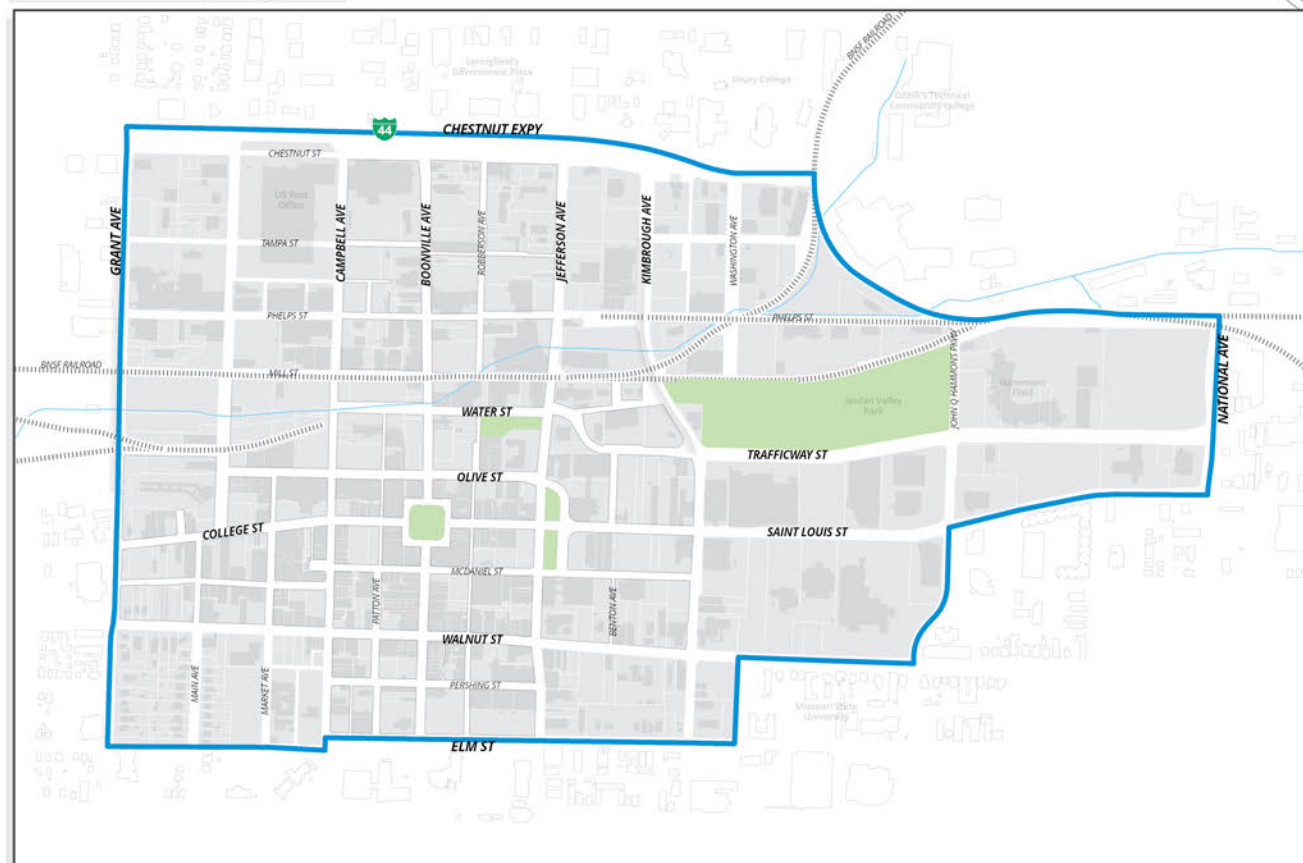 BNSF RAILROAD
Springfield's
Government Plaza
Drury College
Ozark's Technical
Community College
44
CHESTNUT EXPY
CHESTNUT ST
US Post
Office
GRANT AVE
CAMPBELL AVE
BOONVILLE AVE
ROBBERSON AVE
JEFFERSON AVE
KIMBROUGH AVE
WASHINGTON AVE
TAMPA ST
PHELPS ST
PHELPS ST
BNSF RAILROAD
MILL ST
JOHN Q HAMMONS PKWY
Hammons
Field
NATIONAL AVE
Jordan Valley
Park
WATER ST
TRAFFICWAY ST
OLIVE ST
COLLEGE ST
SAINT LOUIS ST
MCDANIEL ST
PATTON AVE
BENTON AVE
WALNUT ST
MAIN AVE
MARKET AVE
PERSHING ST
Missouri State
University
ELM ST